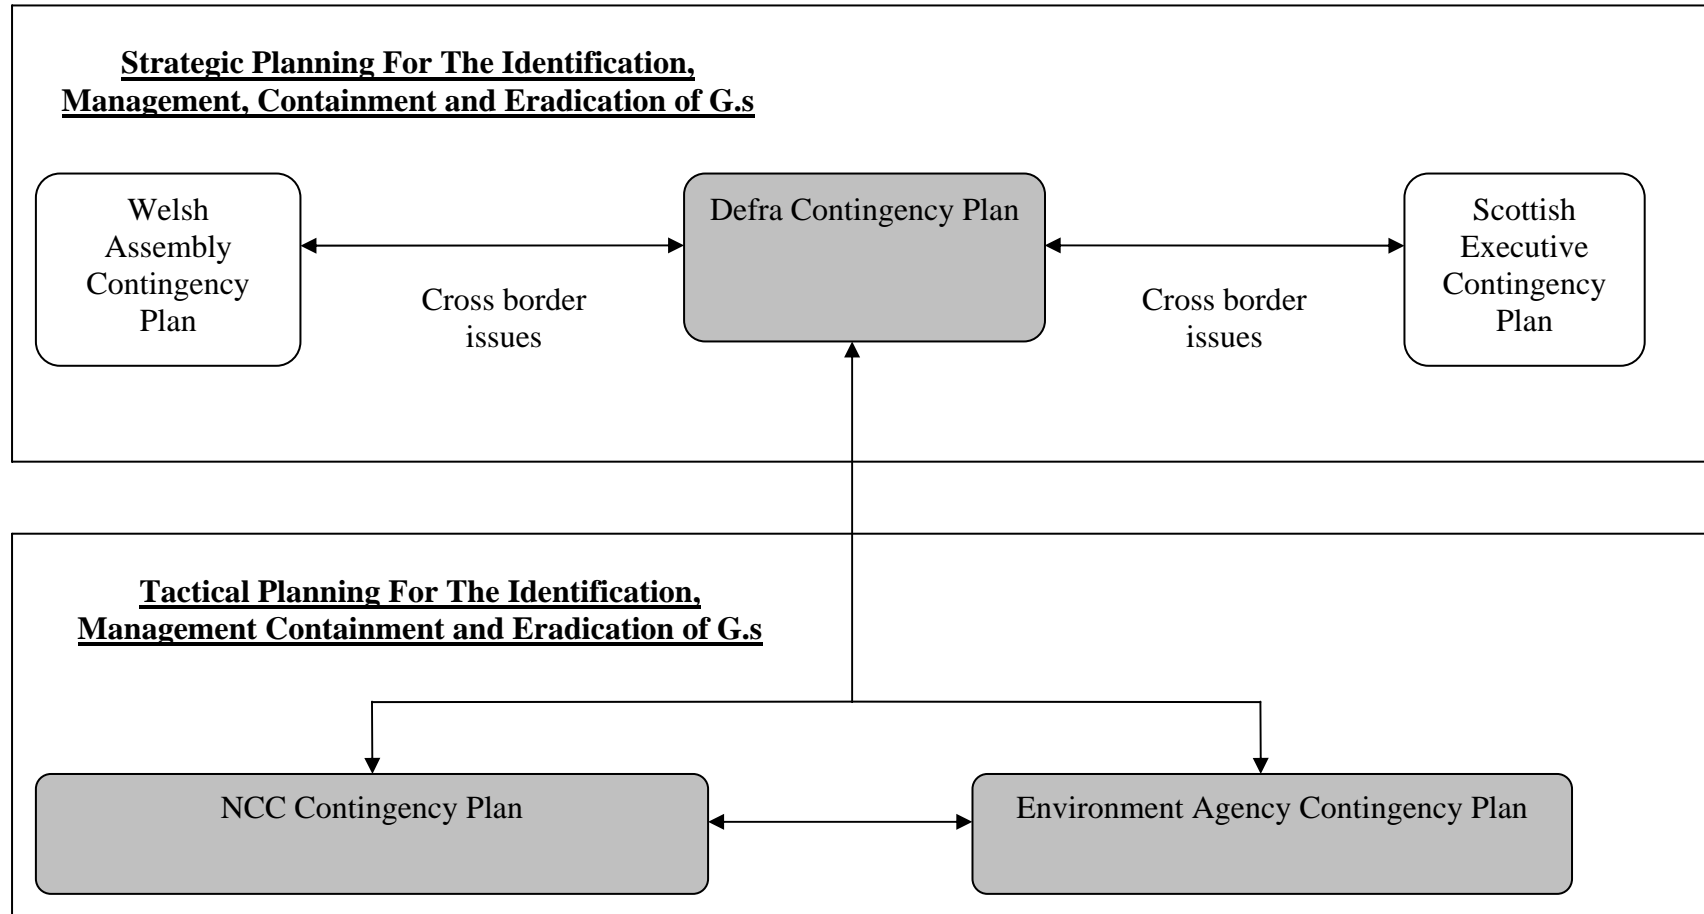 Strategic Planning For The Identification,
Management, Containment and Eradication of G.s
Welsh
Assembly
Contingency
Plan
Cross border
issues
Defra Contingency Plan
Cross border
issues
Scottish
Executive
Contingency
Plan
Tactical Planning For The Identification,
Management Containment and Eradication of G.s
NCC Contingency Plan
Environment Agency Contingency Plan